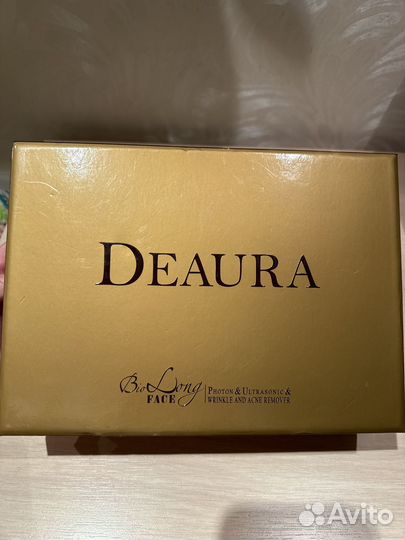 DEAURA
Bio Long
FACE
PHOTON & ULTRASONIC &
WRINKLE AND ACNE REMOVER
Avito